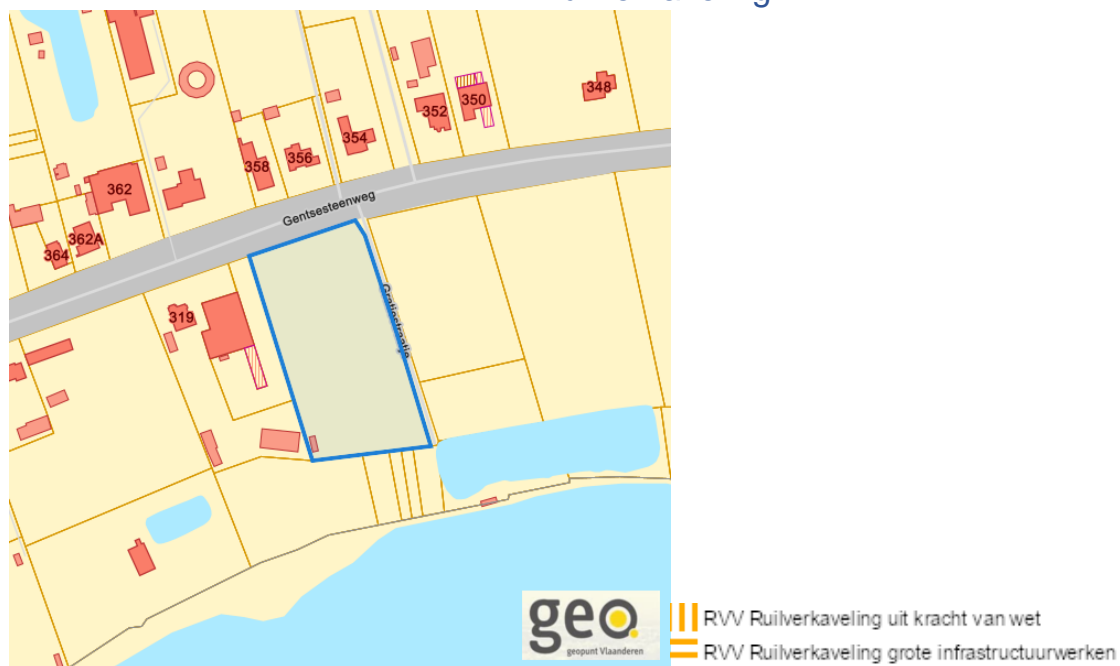 348
350
352
354
356
358
362
362A
364
Gentsesteenweg
Gratiestraatje
319
geo
geopunt Vlaanderen
RVV Ruilverkaveling uit kracht van wet
RVV Ruilverkaveling grote infrastructuurwerken